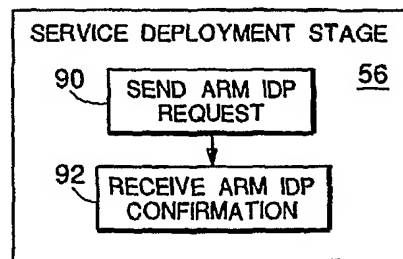 SERVICE DEPLOYMENT STAGE
56
90
SEND ARM IDP
REQUEST
92
RECEIVE ARM IDP
CONFIRMATION